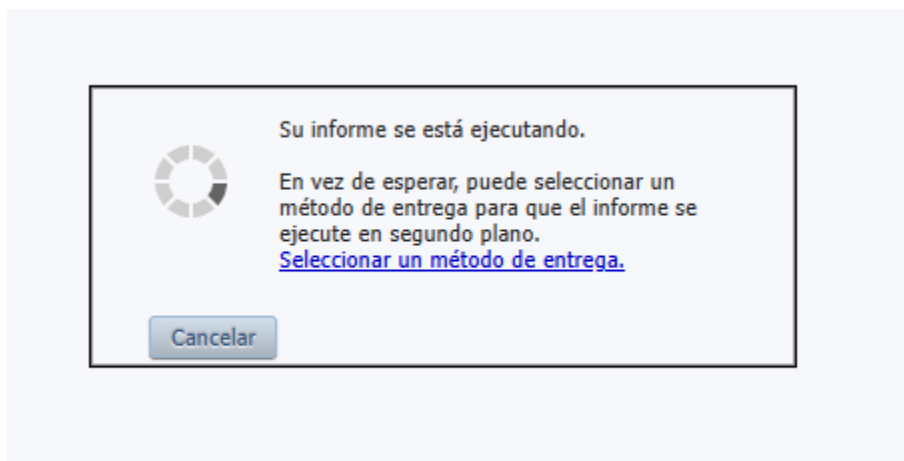 Su informe se está ejecutando.
En vez de esperar, puede seleccionar un
método de entrega para que el informe se
ejecute en segundo plano.
Seleccionar un método de entrega.
Cancelar